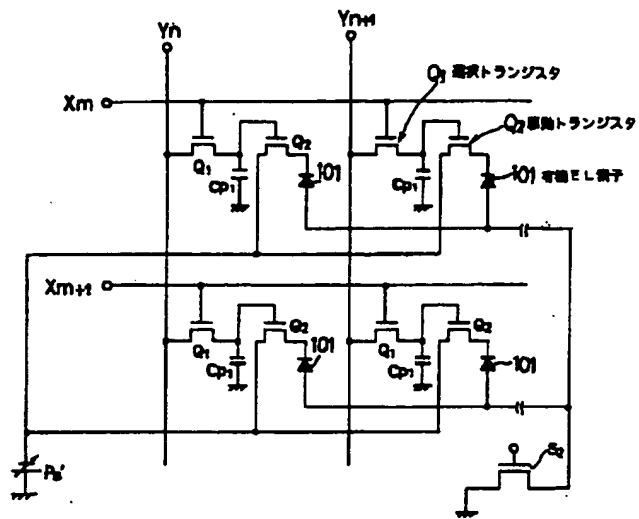 Yn
Yn+1
Q1 選択トランジスタ
Xm
Q2 駆動トランジスタ
Q1
Q2
101
101 有機EL素子
Cp1
Cp1
Xm+1
Q1
Q2
101
Q1
Q2
101
Cp1
Cp1
S2